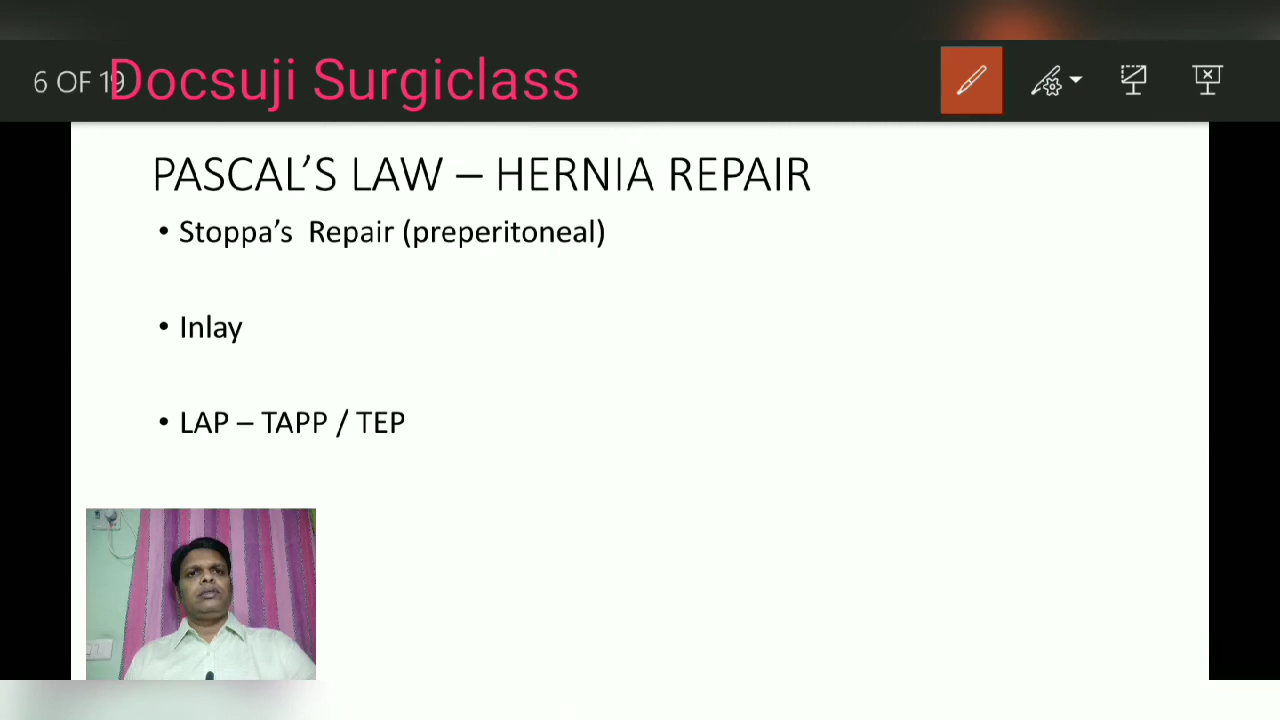 6 OF 19
Docsuji Surgiclass
PASCAL'S LAW – HERNIA REPAIR
• Stoppa's Repair (preperitoneal)
• Inlay
• LAP – TAPP / TEP